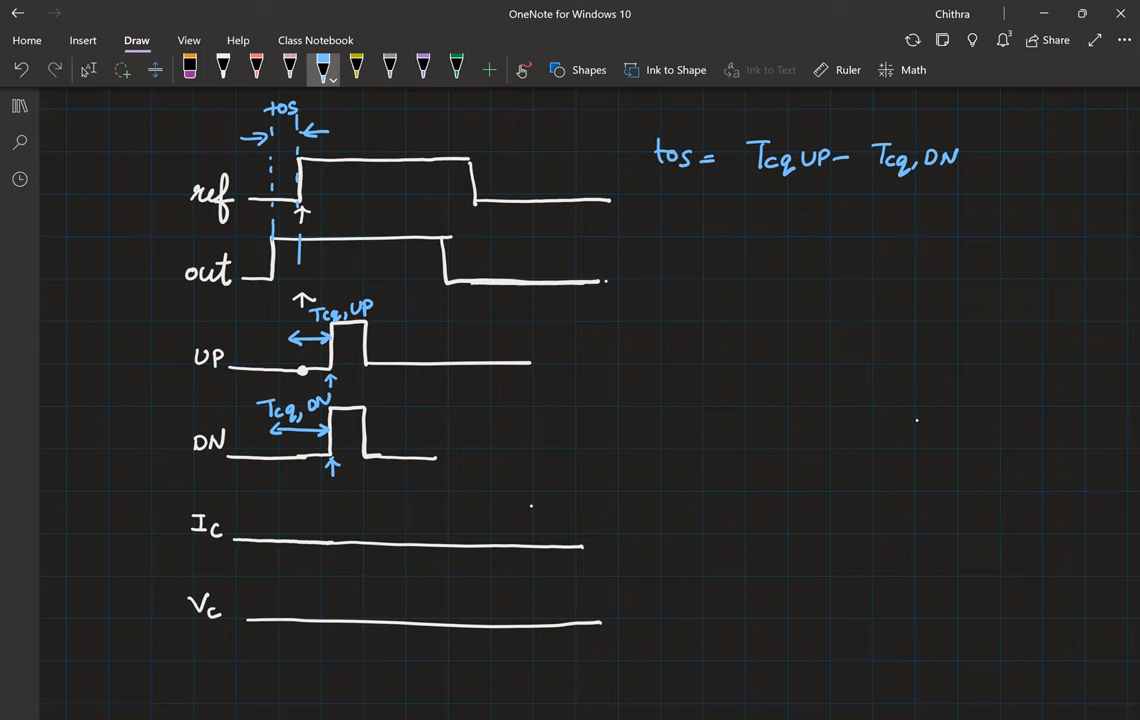 OneNote for Windows 10
Chithra
Home Insert Draw View Help Class Notebook
3 Share
Shapes Ink to Shape Ink to Text Ruler Math
tos
tos = Tcq UP - Tcq, DN
ref
out
Tcq, UP
UP
Tcq, DN
DN
Ic
Vc